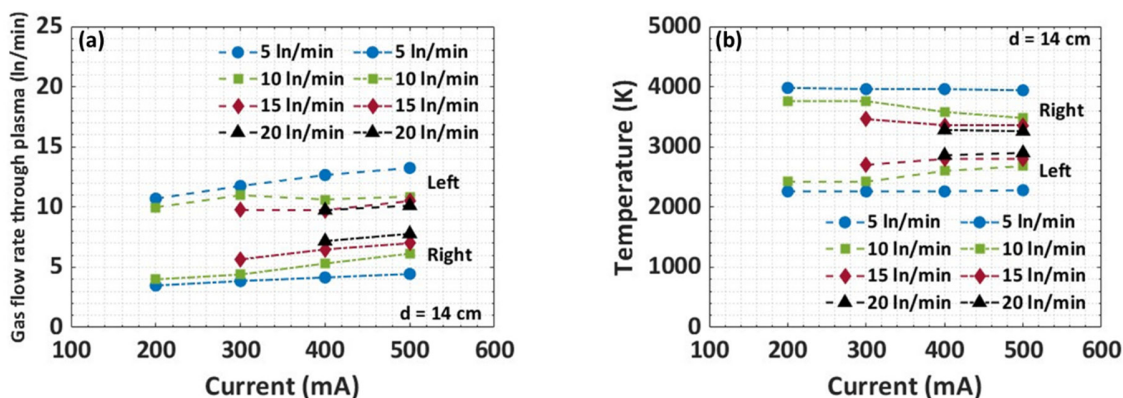 (a)
5 ln/min 5 ln/min
10 ln/min 10 ln/min
15 ln/min 15 ln/min
20 ln/min 20 ln/min
Left
Right
d = 14 cm
25
20
15
10
5
0
100 200 300 400 500 600
Gas flow rate through plasma (ln/min)
Current (mA)
(b)
d = 14 cm
Right
Left
5 ln/min 5 ln/min
10 ln/min 10 ln/min
15 ln/min 15 ln/min
20 ln/min 20 ln/min
5000
4000
3000
2000
1000
0
100 200 300 400 500 600
Temperature (K)
Current (mA)